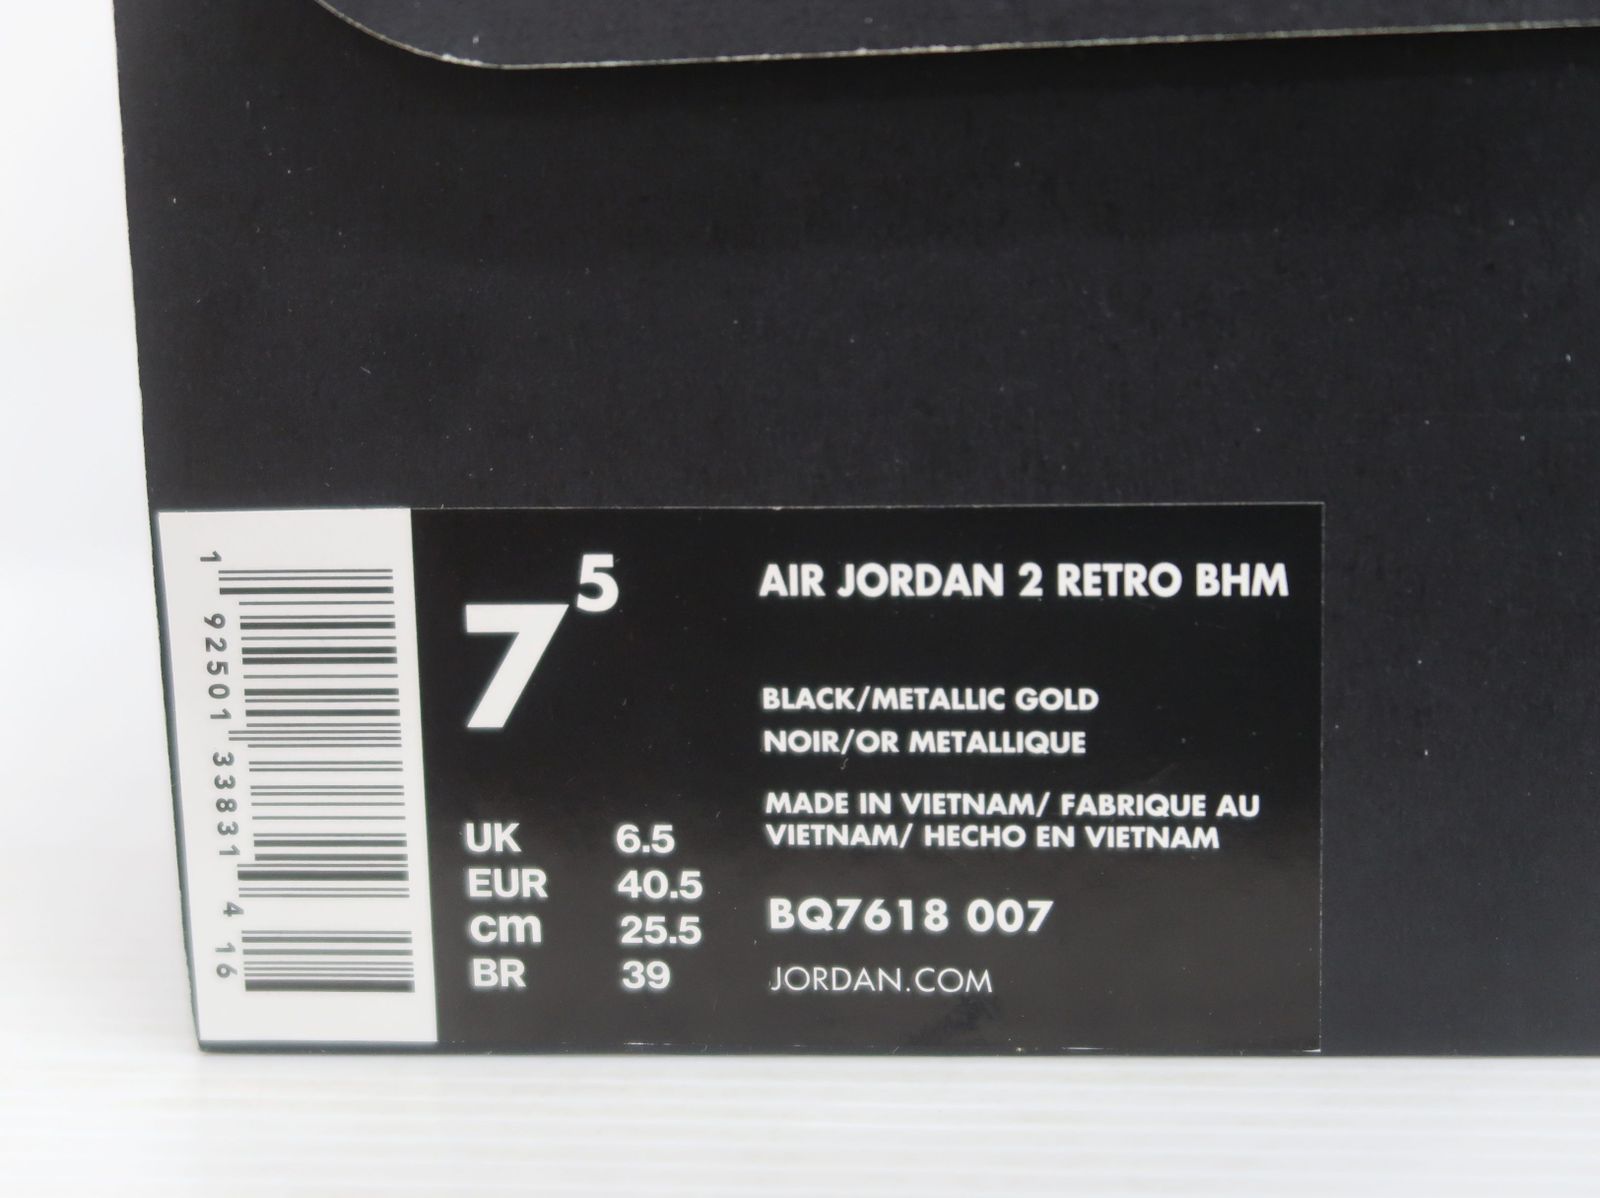 1 92501 33831 4 16
7 5
UK 6.5
EUR 40.5
cm 25.5
BR 39
AIR JORDAN 2 RETRO BHM
BLACK/METALLIC GOLD
NOIR/OR METALLIQUE
MADE IN VIETNAM/ FABRIQUE AU
VIETNAM/ HECHO EN VIETNAM
BQ7618 007
JORDAN.COM